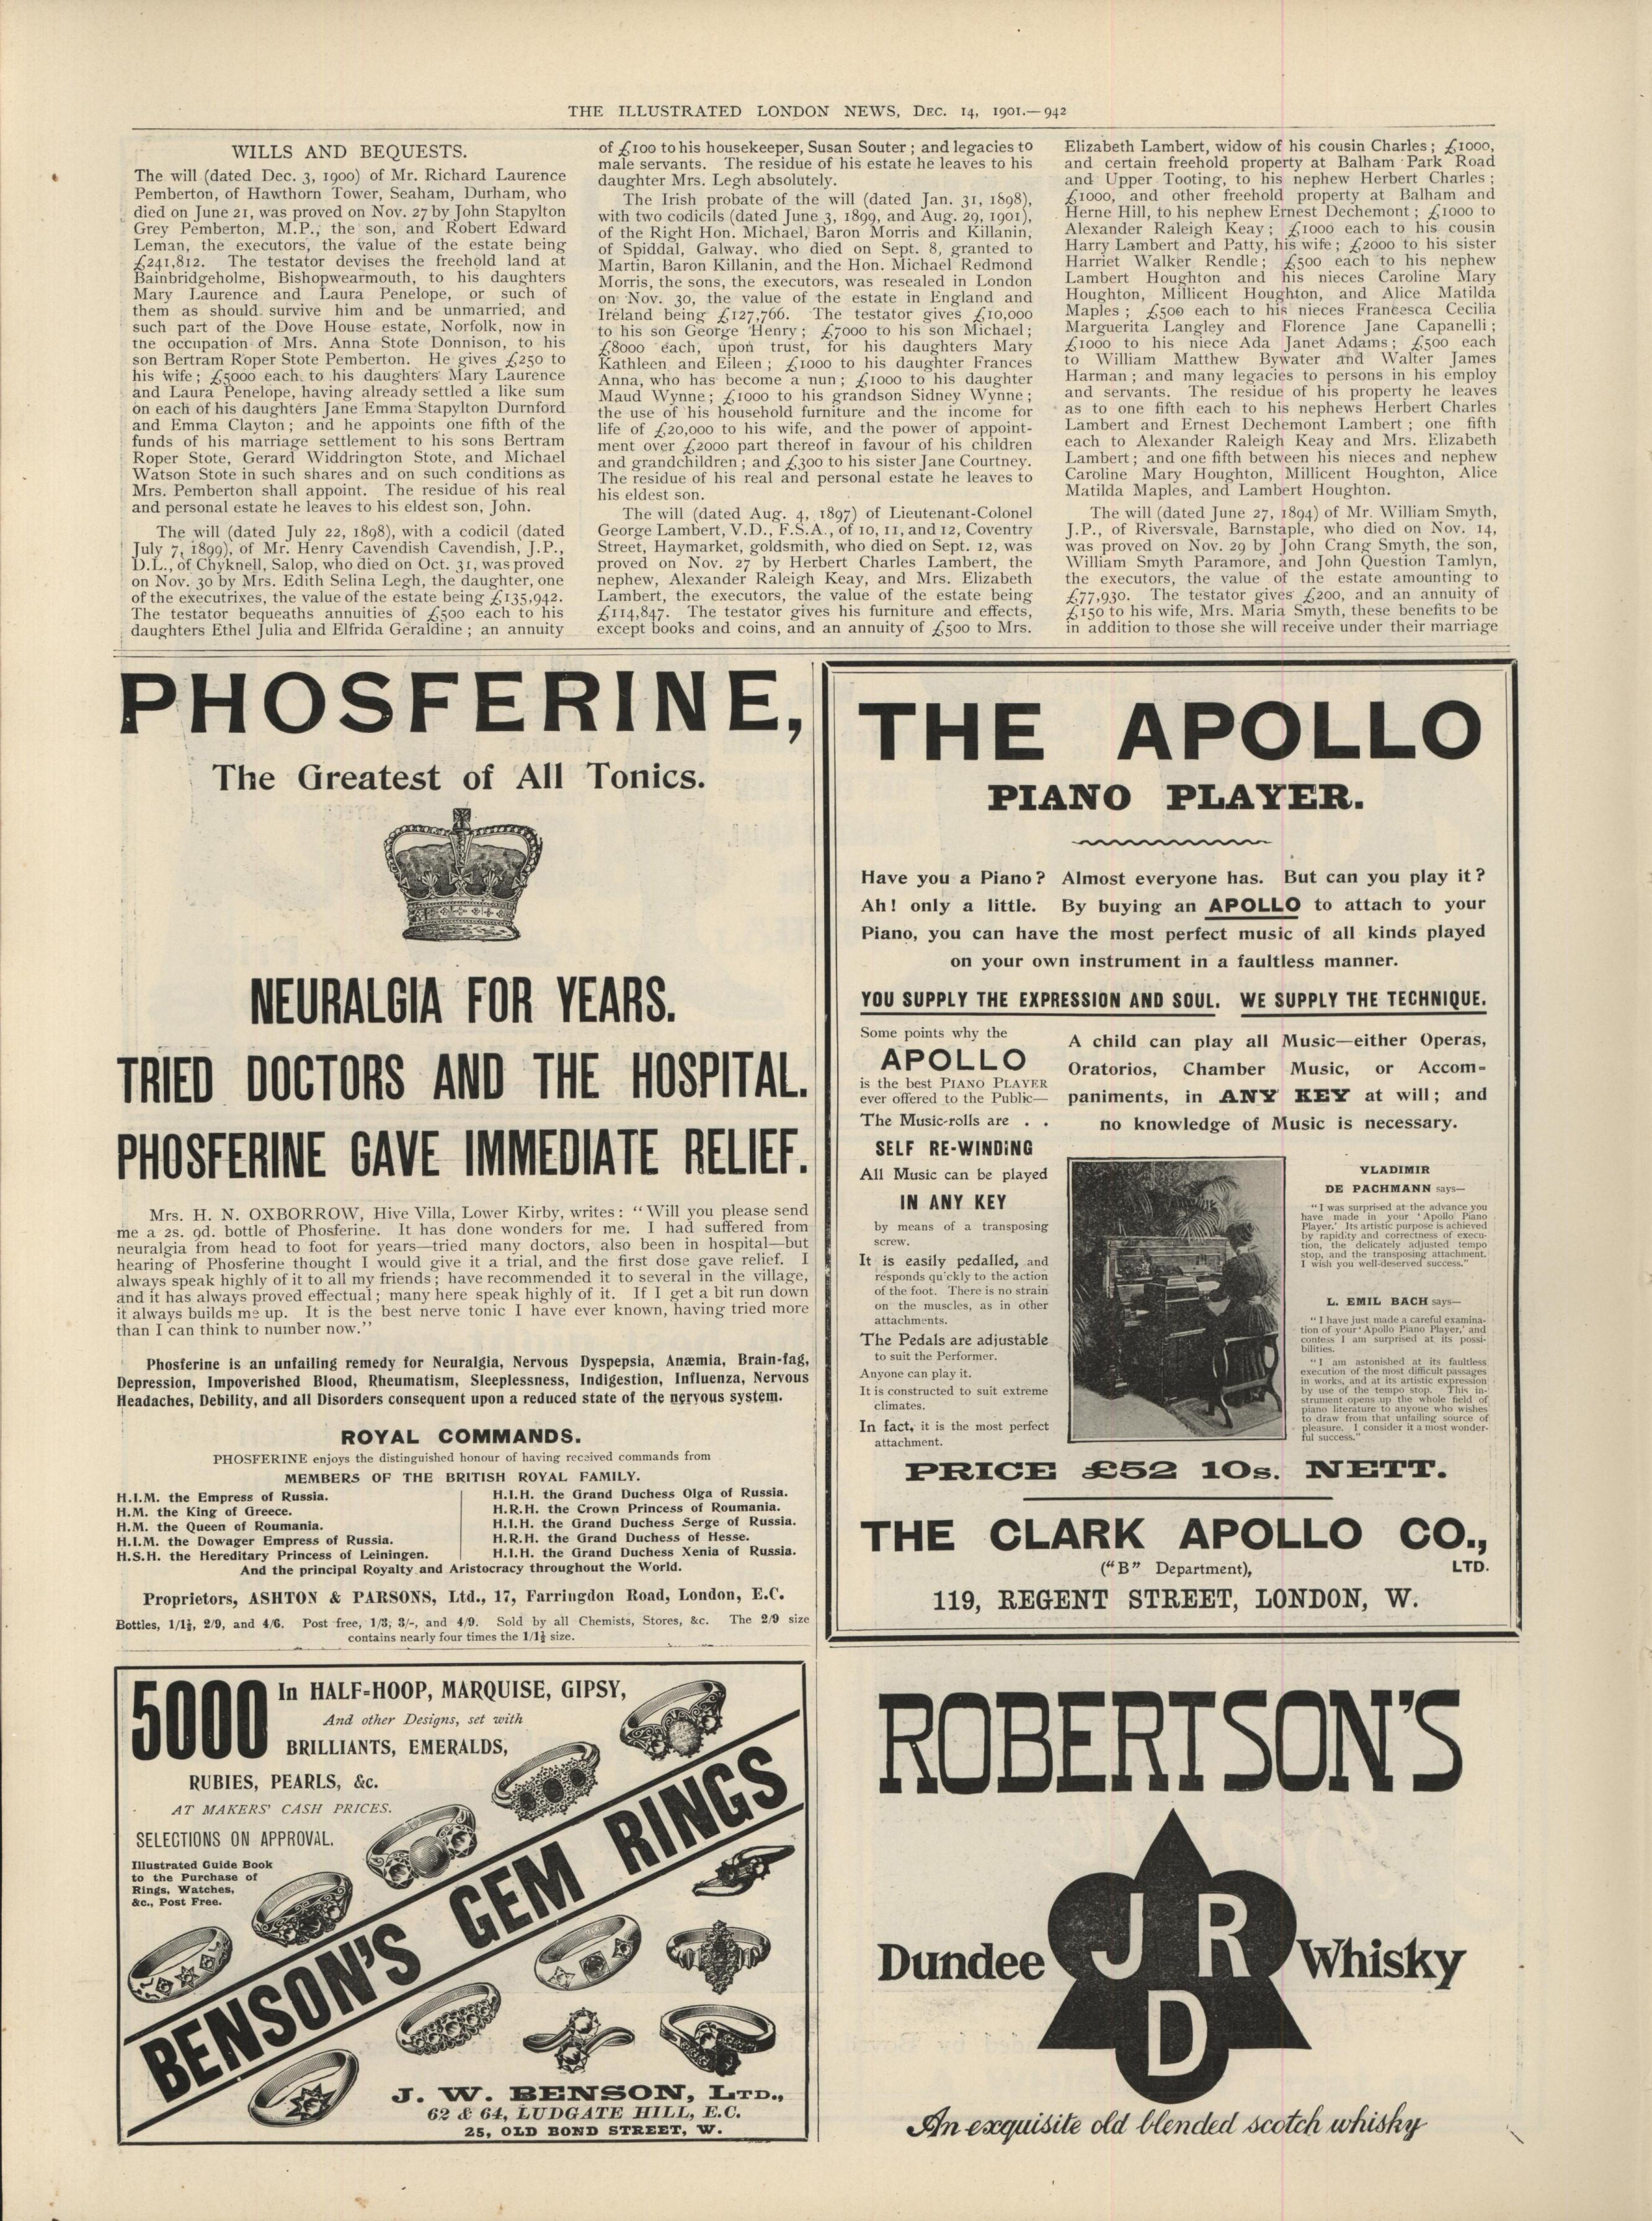 THE ILLUSTRATED LONDON NEWS, Dec. 14, 1901.—942
WILLS AND BEQUESTS.
The will (dated Dec. 3, 1900) of Mr. Richard Laurence
Pemberton, of Hawthorn Tower, Seaham, Durham, who
died on June 21, was proved on Nov. 27 by John Stapylton
Grey Pemberton, M.P., the son, and Robert Edward
Leman, the executors, the value of the estate being
£241,812. The testator devises the freehold land at
Bainbridgeholme, Bishopwearmouth, to his daughters
Mary Laurence and Laura Penelope, or such of
them as should survive him and be unmarried; and
such part of the Dove House estate, Norfolk, now in
the occupation of Mrs. Anna Stote Donnison, to his
son Bertram Roper Stote Pemberton. He gives £250 to
his wife; £5000 each to his daughters Mary Laurence
and Laura Penelope, having already settled a like sum
on each of his daughters Jane Emma Stapylton Durnford
and Emma Clayton; and he appoints one fifth of the
funds of his marriage settlement to his sons Bertram
Roper Stote, Gerard Widdrington Stote, and Michael
Watson Stote in such shares and on such conditions as
Mrs. Pemberton shall appoint. The residue of his real
and personal estate he leaves to his eldest son, John.
The will (dated July 22, 1898), with a codicil (dated
July 7, 1899), of Mr. Henry Cavendish Cavendish, J.P.,
D.L., of Chyknell, Salop, who died on Oct. 31, was proved
on Nov. 30 by Mrs. Edith Selina Legh, the daughter, one
of the executrixes, the value of the estate being £135,942.
The testator bequeaths annuities of £500 each to his
daughters Ethel Julia and Elfrida Geraldine; an annuity
of £100 to his housekeeper, Susan Souter; and legacies to
male servants. The residue of his estate he leaves to his
daughter Mrs. Legh absolutely.
The Irish probate of the will (dated Jan. 31, 1898),
with two codicils (dated June 3, 1899, and Aug. 29, 1901),
of the Right Hon. Michael, Baron Morris and Killanin,
of Spiddal, Galway, who died on Sept. 8, granted to
Martin, Baron Killanin, and the Hon. Michael Redmond
Morris, the sons, the executors, was resealed in London
on Nov. 30, the value of the estate in England and
Ireland being £127,766. The testator gives £10,000
to his son George Henry; £7000 to his son Michael;
£8000 each, upon trust, for his daughters Mary
Kathleen and Eileen; £1000 to his daughter Frances
Anna, who has become a nun; £1000 to his daughter
Maud Wynne; £1000 to his grandson Sidney Wynne;
the use of his household furniture and the income for
life of £20,000 to his wife, and the power of appoint-
ment over £2000 part thereof in favour of his children
and grandchildren; and £300 to his sister Jane Courtney.
The residue of his real and personal estate he leaves to
his eldest son.
The will (dated Aug. 4, 1897) of Lieutenant-Colonel
George Lambert, V.D., F.S.A., of 10, 11, and 12, Coventry
Street, Haymarket, goldsmith, who died on Sept. 12, was
proved on Nov. 27 by Herbert Charles Lambert, the
nephew, Alexander Raleigh Keay, and Mrs. Elizabeth
Lambert, the executors, the value of the estate being
£114,847. The testator gives his furniture and effects,
except books and coins, and an annuity of £500 to Mrs.
Elizabeth Lambert, widow of his cousin Charles; £1000,
and certain freehold property at Balham Park Road
and Upper Tooting, to his nephew Herbert Charles;
£1000, and other freehold property at Balham and
Herne Hill, to his nephew Ernest Dechemont; £1000 to
Alexander Raleigh Keay; £1000 each to his cousin
Harry Lambert and Patty, his wife; £2000 to his sister
Harriet Walker Rendle; £500 each to his nephew
Lambert Houghton and his nieces Caroline Mary
Houghton, Millicent Houghton, and Alice Matilda
Maples; £500 each to his nieces Francesca Cecilia
Marguerita Langley and Florence Jane Capanelli;
£1000 to his niece Ada Janet Adams; £500 each
to William Matthew Bywater and Walter James
Harman; and many legacies to persons in his employ
and servants. The residue of his property he leaves
as to one fifth each to his nephews Herbert Charles
Lambert and Ernest Dechemont Lambert; one fifth
each to Alexander Raleigh Keay and Mrs. Elizabeth
Lambert; and one fifth between his nieces and nephew
Caroline Mary Houghton, Millicent Houghton, Alice
Matilda Maples, and Lambert Houghton.
The will (dated June 27, 1894) of Mr. William Smyth,
J.P., of Riversvale, Barnstaple, who died on Nov. 14,
was proved on Nov. 29 by John Crang Smyth, the son,
William Smyth Paramore, and John Question Tamlyn,
the executors, the value of the estate amounting to
£77,930. The testator gives £200, and an annuity of
£150 to his wife, Mrs. Maria Smyth, these benefits to be
in addition to those she will receive under their marriage
PHOSFERINE,
The Greatest of All Tonics.
NEURALGIA FOR YEARS.
TRIED DOCTORS AND THE HOSPITAL.
PHOSFERINE GAVE IMMEDIATE RELIEF.
Mrs. H. N. OXBORROW, Hive Villa, Lower Kirby, writes: "Will you please send
me a 2s. 9d. bottle of Phosferine. It has done wonders for me. I had suffered from
neuralgia from head to foot for years—tried many doctors, also been in hospital—but
hearing of Phosferine thought I would give it a trial, and the first dose gave relief. I
always speak highly of it to all my friends; have recommended it to several in the village,
and it has always proved effectual; many here speak highly of it. If I get a bit run down
it always builds me up. It is the best nerve tonic I have ever known, having tried more
than I can think to number now."
Phosferine is an unfailing remedy for Neuralgia, Nervous Dyspepsia, Anæmia, Brain-fag,
Depression, Impoverished Blood, Rheumatism, Sleeplessness, Indigestion, Influenza, Nervous
Headaches, Debility, and all Disorders consequent upon a reduced state of the nervous system.
ROYAL COMMANDS.
PHOSFERINE enjoys the distinguished honour of having received commands from
MEMBERS OF THE BRITISH ROYAL FAMILY.
H.I.M. the Empress of Russia.
H.M. the King of Greece.
H.M. the Queen of Roumania.
H.I.M. the Dowager Empress of Russia.
H.S.H. the Hereditary Princess of Leiningen.
H.I.H. the Grand Duchess Olga of Russia.
H.R.H. the Crown Princess of Roumania.
H.I.H. the Grand Duchess Serge of Russia.
H.R.H. the Grand Duchess of Hesse.
H.I.H. the Grand Duchess Xenia of Russia.
And the principal Royalty and Aristocracy throughout the World.
Proprietors, ASHTON & PARSONS, Ltd., 17, Farringdon Road, London, E.C.
Bottles, 1/1½, 2/9, and 4/6. Post free, 1/3, 3/-, and 4/9. Sold by all Chemists, Stores, &c. The 2/9 size
contains nearly four times the 1/1½ size.
THE APOLLO
PIANO PLAYER.
Have you a Piano? Almost everyone has. But can you play it?
Ah! only a little. By buying an APOLLO to attach to your
Piano, you can have the most perfect music of all kinds played
on your own instrument in a faultless manner.
YOU SUPPLY THE EXPRESSION AND SOUL. WE SUPPLY THE TECHNIQUE.
Some points why the
APOLLO
is the best PIANO PLAYER
ever offered to the Public—
The Music-rolls are . .
SELF RE-WINDING
All Music can be played
IN ANY KEY
by means of a transposing
screw.
It is easily pedalled, and
responds quickly to the action
of the foot. There is no strain
on the muscles, as in other
attachments.
The Pedals are adjustable
to suit the Performer.
Anyone can play it.
It is constructed to suit extreme
climates.
In fact, it is the most perfect
attachment.
A child can play all Music—either Operas,
Oratorios, Chamber Music, or Accom-
paniments, in ANY KEY at will; and
no knowledge of Music is necessary.
VLADIMIR
DE PACHMANN says—
"I was surprised at the advance you
have made in your 'Apollo Piano
Player.' Its artistic purpose is achieved
by rapidity and correctness of execu-
tion, the delicately adjusted tempo
stop, and the transposing attachment.
I wish you well-deserved success."
L. EMIL BACH says—
"I have just made a careful examina-
tion of your 'Apollo Piano Player,' and
confess I am surprised at its possi-
bilities.
"I am astonished at its faultless
execution of the most difficult passages
in works, and at its artistic expression
by use of the tempo stop. This in-
strument opens up the whole field of
piano literature to anyone who wishes
to draw from that unfailing source of
pleasure. I consider it a most wonder-
ful success."
PRICE £52 10s. NETT.
THE CLARK APOLLO CO.,
("B" Department), LTD.
119, REGENT STREET, LONDON, W.
5000 In HALF-HOOP, MARQUISE, GIPSY,
And other Designs, set with
BRILLIANTS, EMERALDS,
RUBIES, PEARLS, &c.
AT MAKERS' CASH PRICES.
SELECTIONS ON APPROVAL.
Illustrated Guide Book
to the Purchase of
Rings, Watches,
&c., Post Free.
BENSON'S GEM RINGS
J. W. BENSON, LTD.,
62 & 64, LUDGATE HILL, E.C.
25, OLD BOND STREET, W.
ROBERTSON'S
J R
Dundee Whisky
D
An exquisite old blended scotch whisky